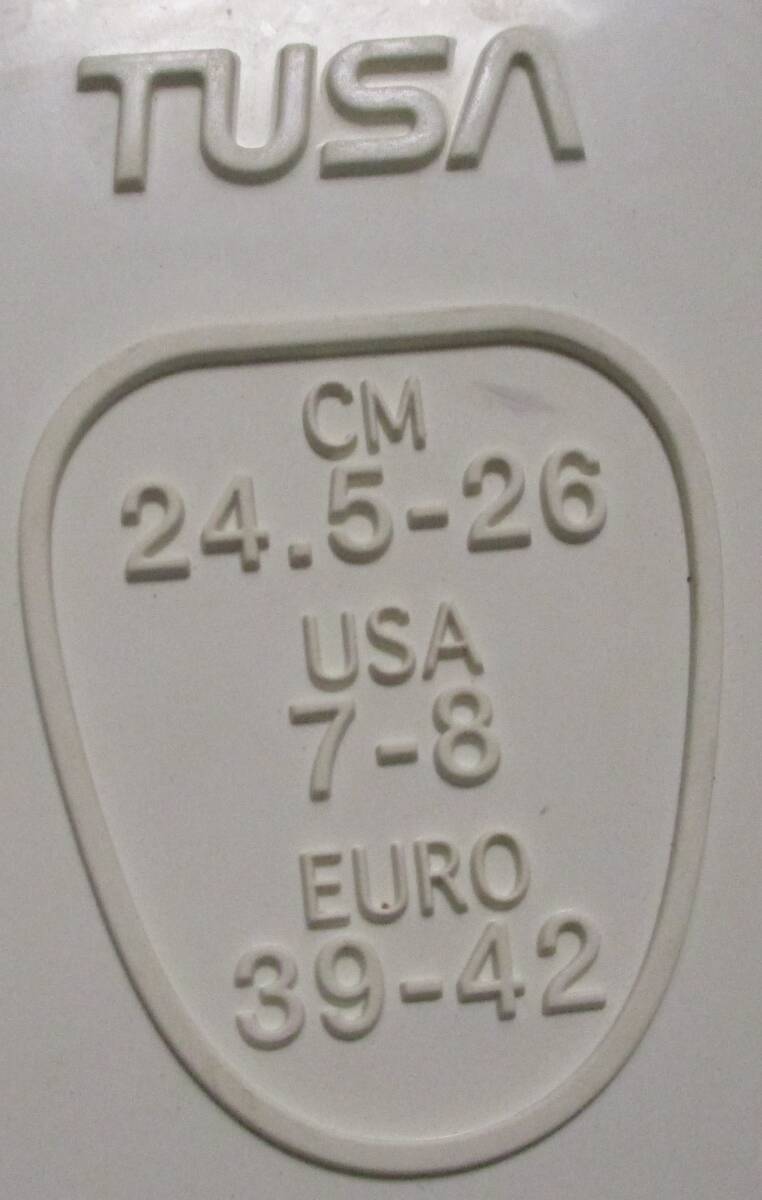 TUSA
CM
24.5-26
USA
7-8
EURO
39-42